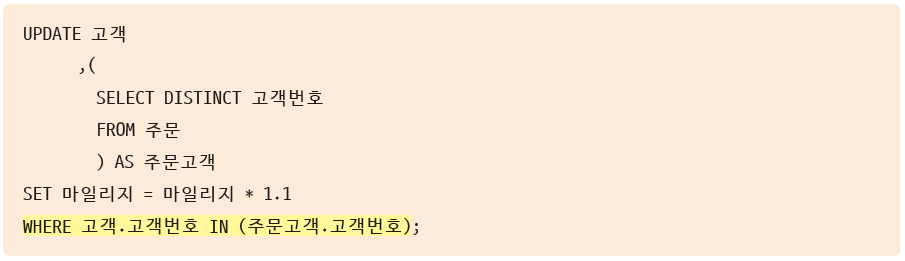 UPDATE 고객
,(
SELECT DISTINCT 고객번호
FROM 주문
) AS 주문고객
SET 마일리지 = 마일리지 * 1.1
WHERE 고객.고객번호 IN (주문고객.고객번호);